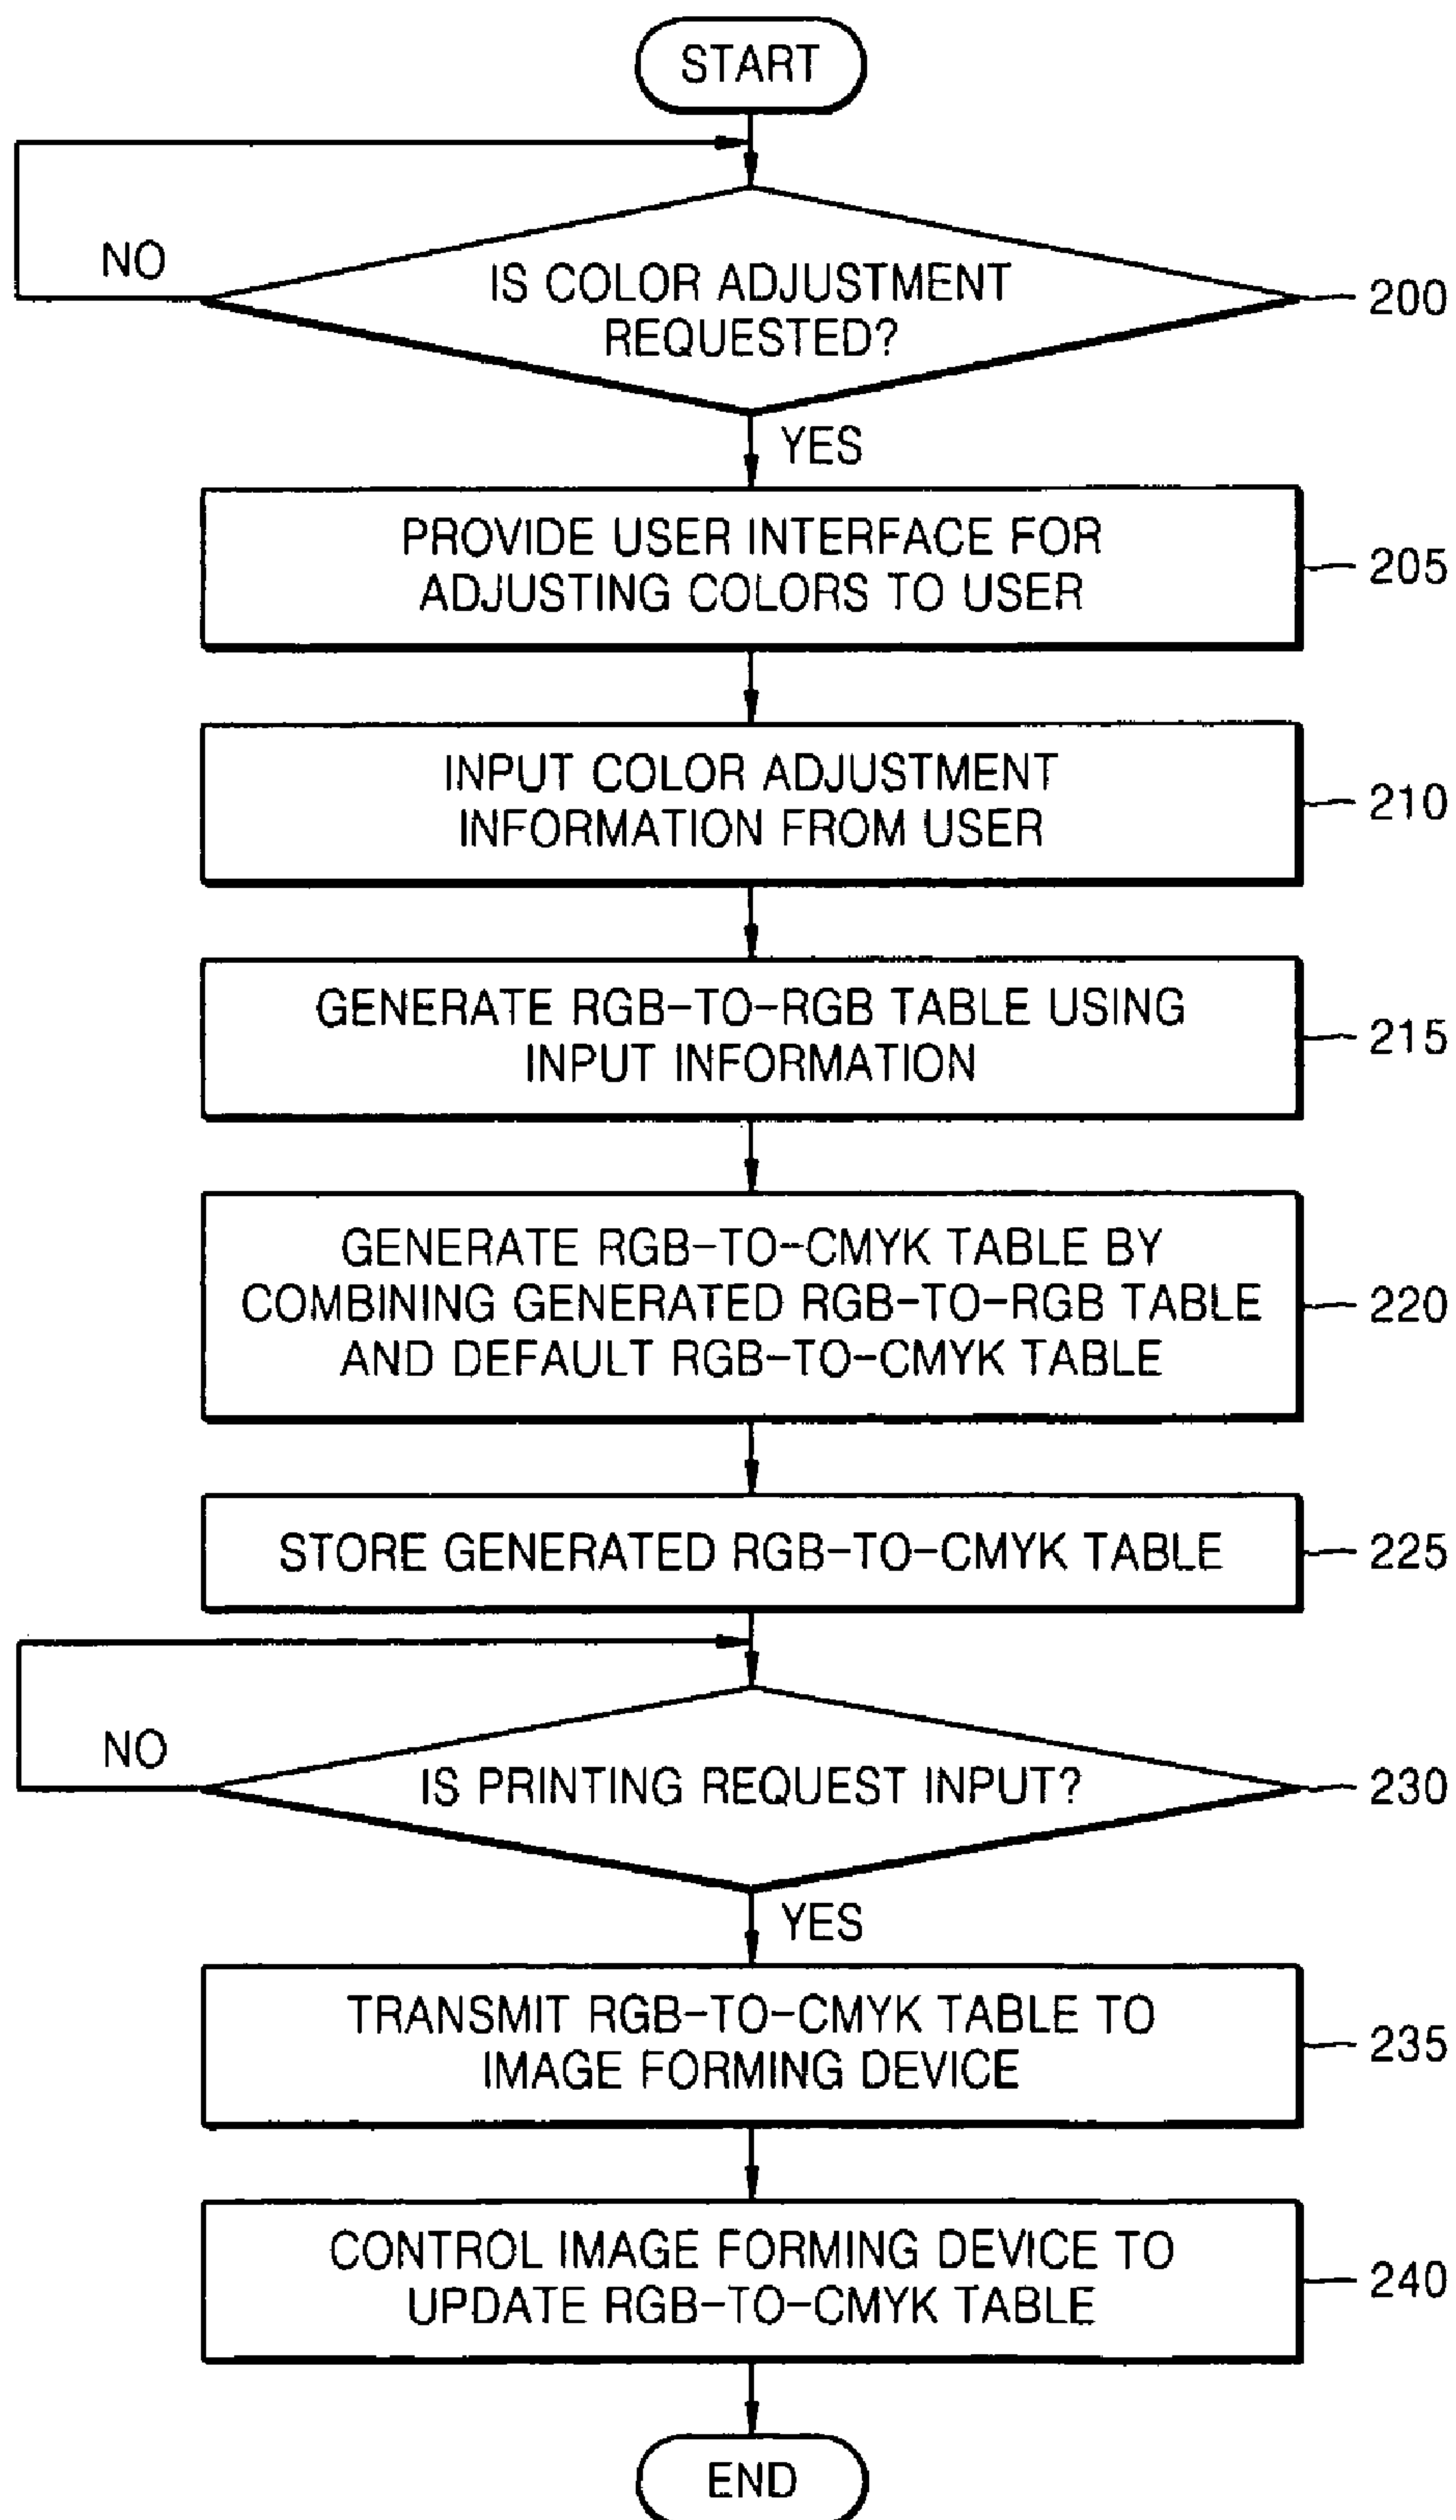 START
NO
IS COLOR ADJUSTMENT
REQUESTED?
200
YES
PROVIDE USER INTERFACE FOR
ADJUSTING COLORS TO USER
205
INPUT COLOR ADJUSTMENT
INFORMATION FROM USER
210
GENERATE RGB-TO-RGB TABLE USING
INPUT INFORMATION
215
GENERATE RGB-TO-CMYK TABLE BY
COMBINING GENERATED RGB-TO-RGB TABLE
AND DEFAULT RGB-TO-CMYK TABLE
220
STORE GENERATED RGB-TO-CMYK TABLE
225
NO
IS PRINTING REQUEST INPUT?
230
YES
TRANSMIT RGB-TO-CMYK TABLE TO
IMAGE FORMING DEVICE
235
CONTROL IMAGE FORMING DEVICE TO
UPDATE RGB-TO-CMYK TABLE
240
END